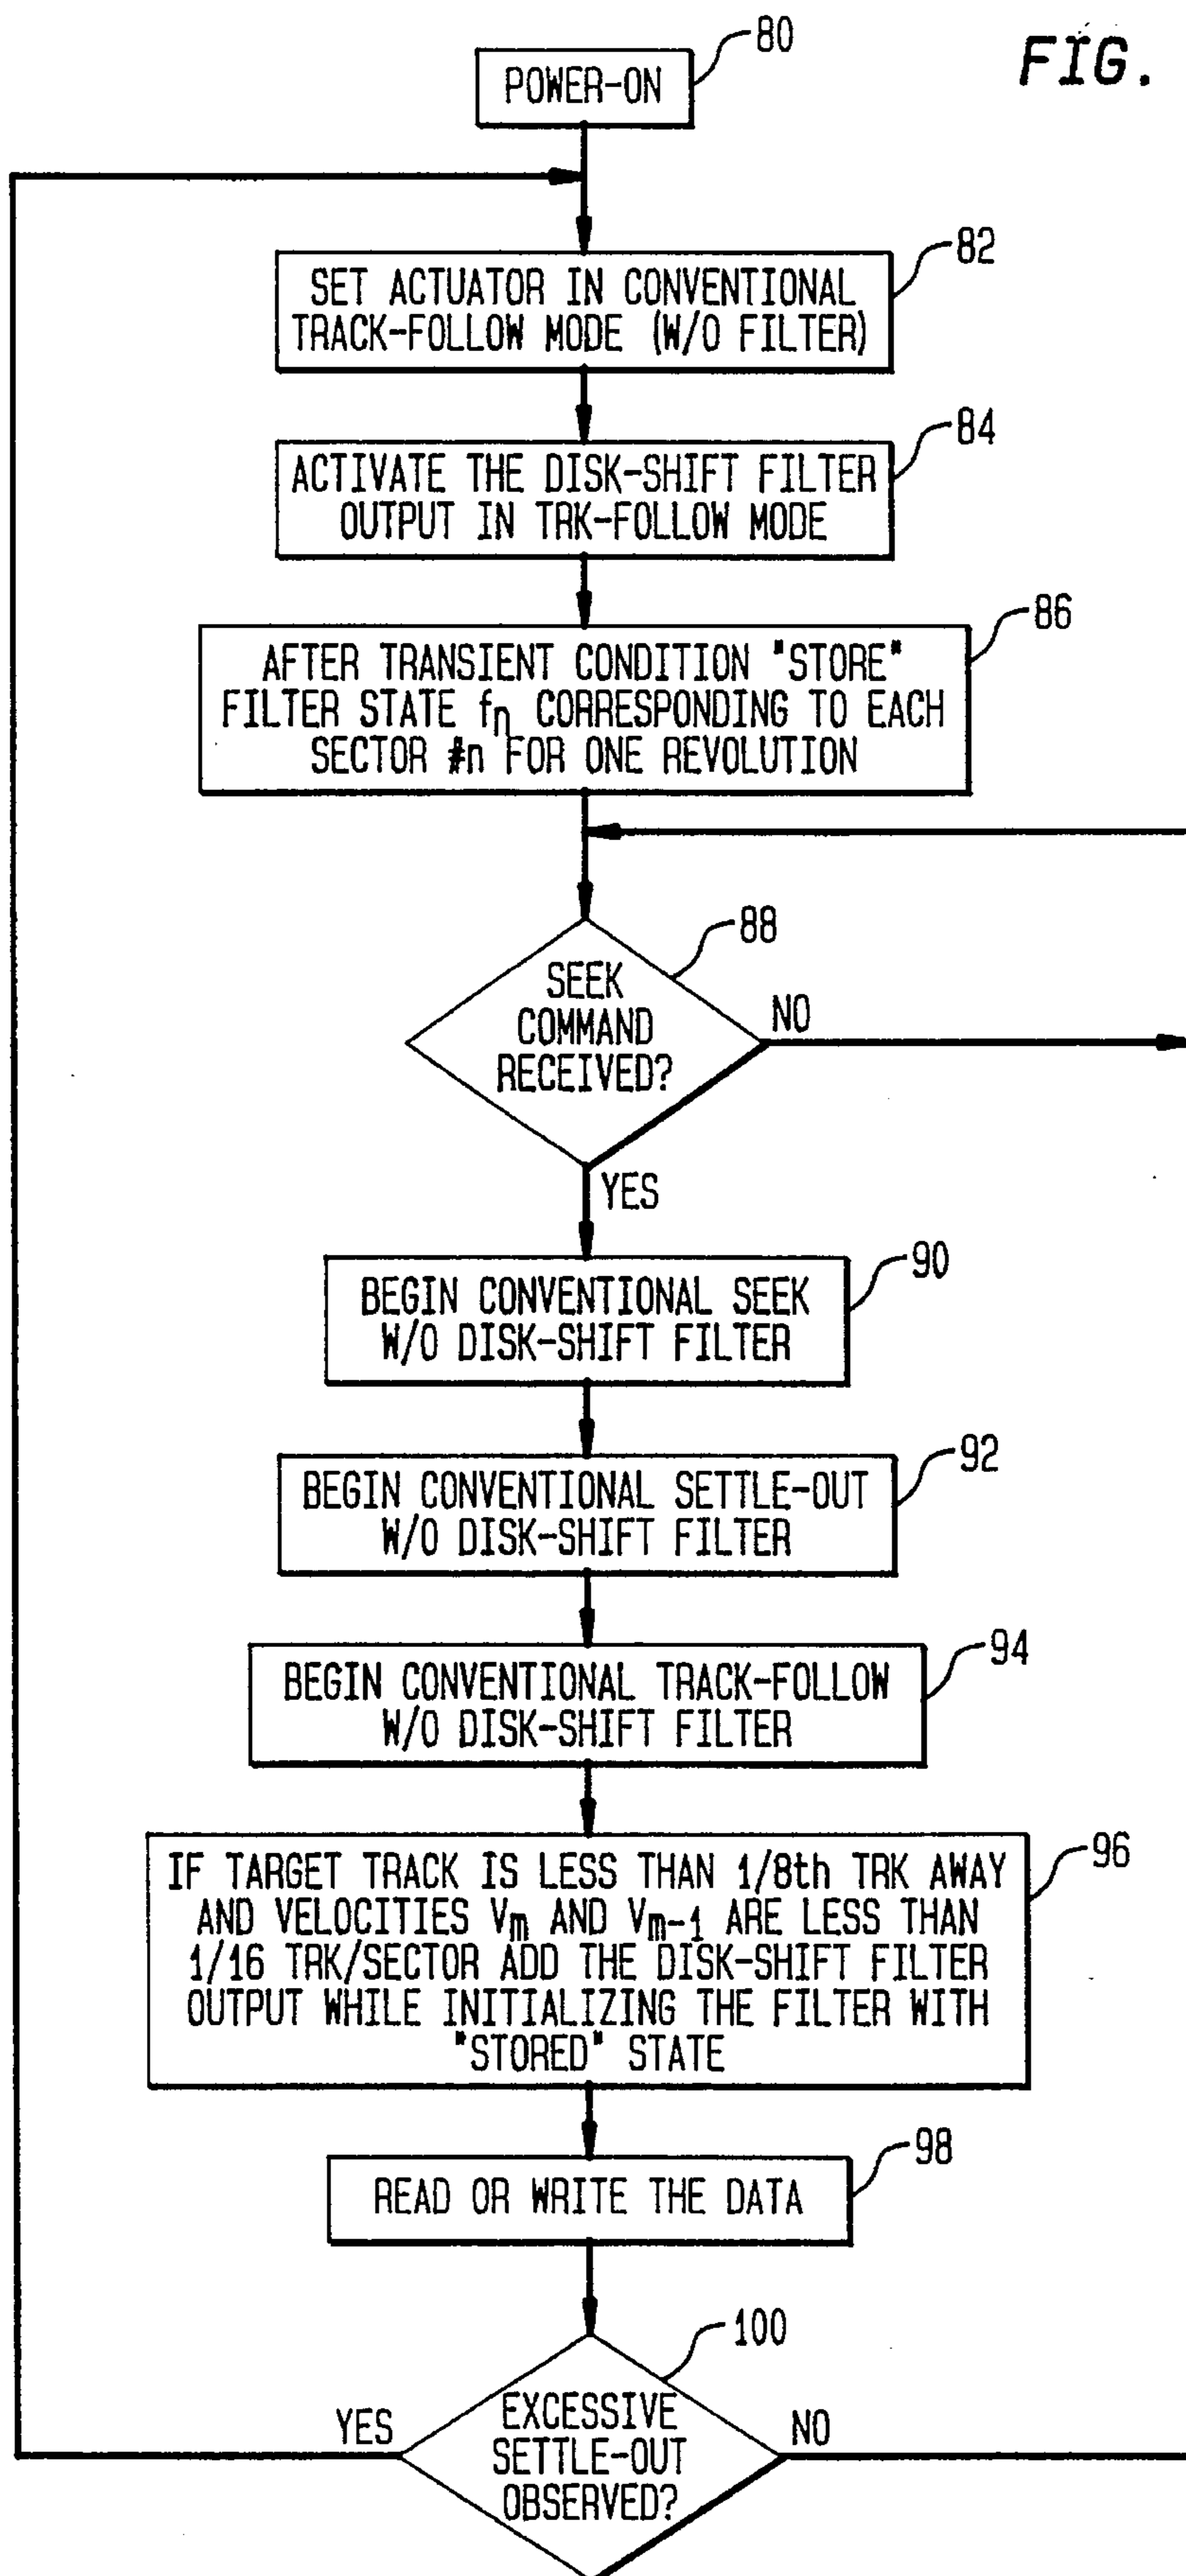 FIG.
80
POWER-ON
82
SET ACTUATOR IN CONVENTIONAL
TRACK-FOLLOW MODE (W/O FILTER)
84
ACTIVATE THE DISK-SHIFT FILTER
OUTPUT IN TRK-FOLLOW MODE
86
AFTER TRANSIENT CONDITION "STORE"
FILTER STATE fn CORRESPONDING TO EACH
SECTOR #n FOR ONE REVOLUTION
88
SEEK
COMMAND
RECEIVED?
NO
YES
90
BEGIN CONVENTIONAL SEEK
W/O DISK-SHIFT FILTER
92
BEGIN CONVENTIONAL SETTLE-OUT
W/O DISK-SHIFT FILTER
94
BEGIN CONVENTIONAL TRACK-FOLLOW
W/O DISK-SHIFT FILTER
96
IF TARGET TRACK IS LESS THAN 1/8th TRK AWAY
AND VELOCITIES Vm AND Vm-1 ARE LESS THAN
1/16 TRK/SECTOR ADD THE DISK-SHIFT FILTER
OUTPUT WHILE INITIALIZING THE FILTER WITH
"STORED" STATE
98
READ OR WRITE THE DATA
100
EXCESSIVE
SETTLE-OUT
OBSERVED?
YES
NO